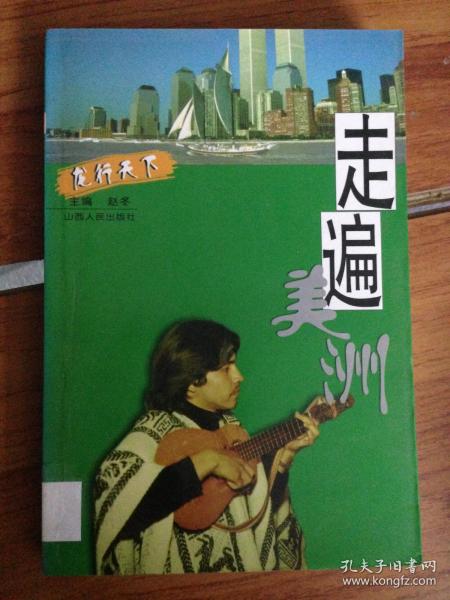 龙行天下
主编 赵冬
山西人民出版社
走遍
美洲
孔夫子旧书网
www.kongfz.com